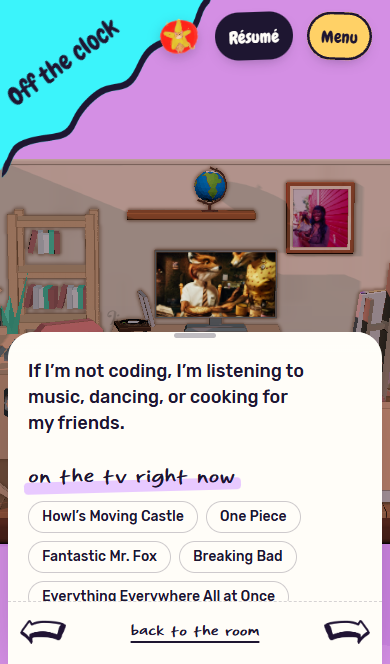 Off the clock
Résumé
Menu
If I'm not coding, I'm listening to
music, dancing, or cooking for
my friends.
on the tv right now
Howl's Moving Castle
One Piece
Fantastic Mr. Fox
Breaking Bad
Everything Everywhere All at Once
back to the room